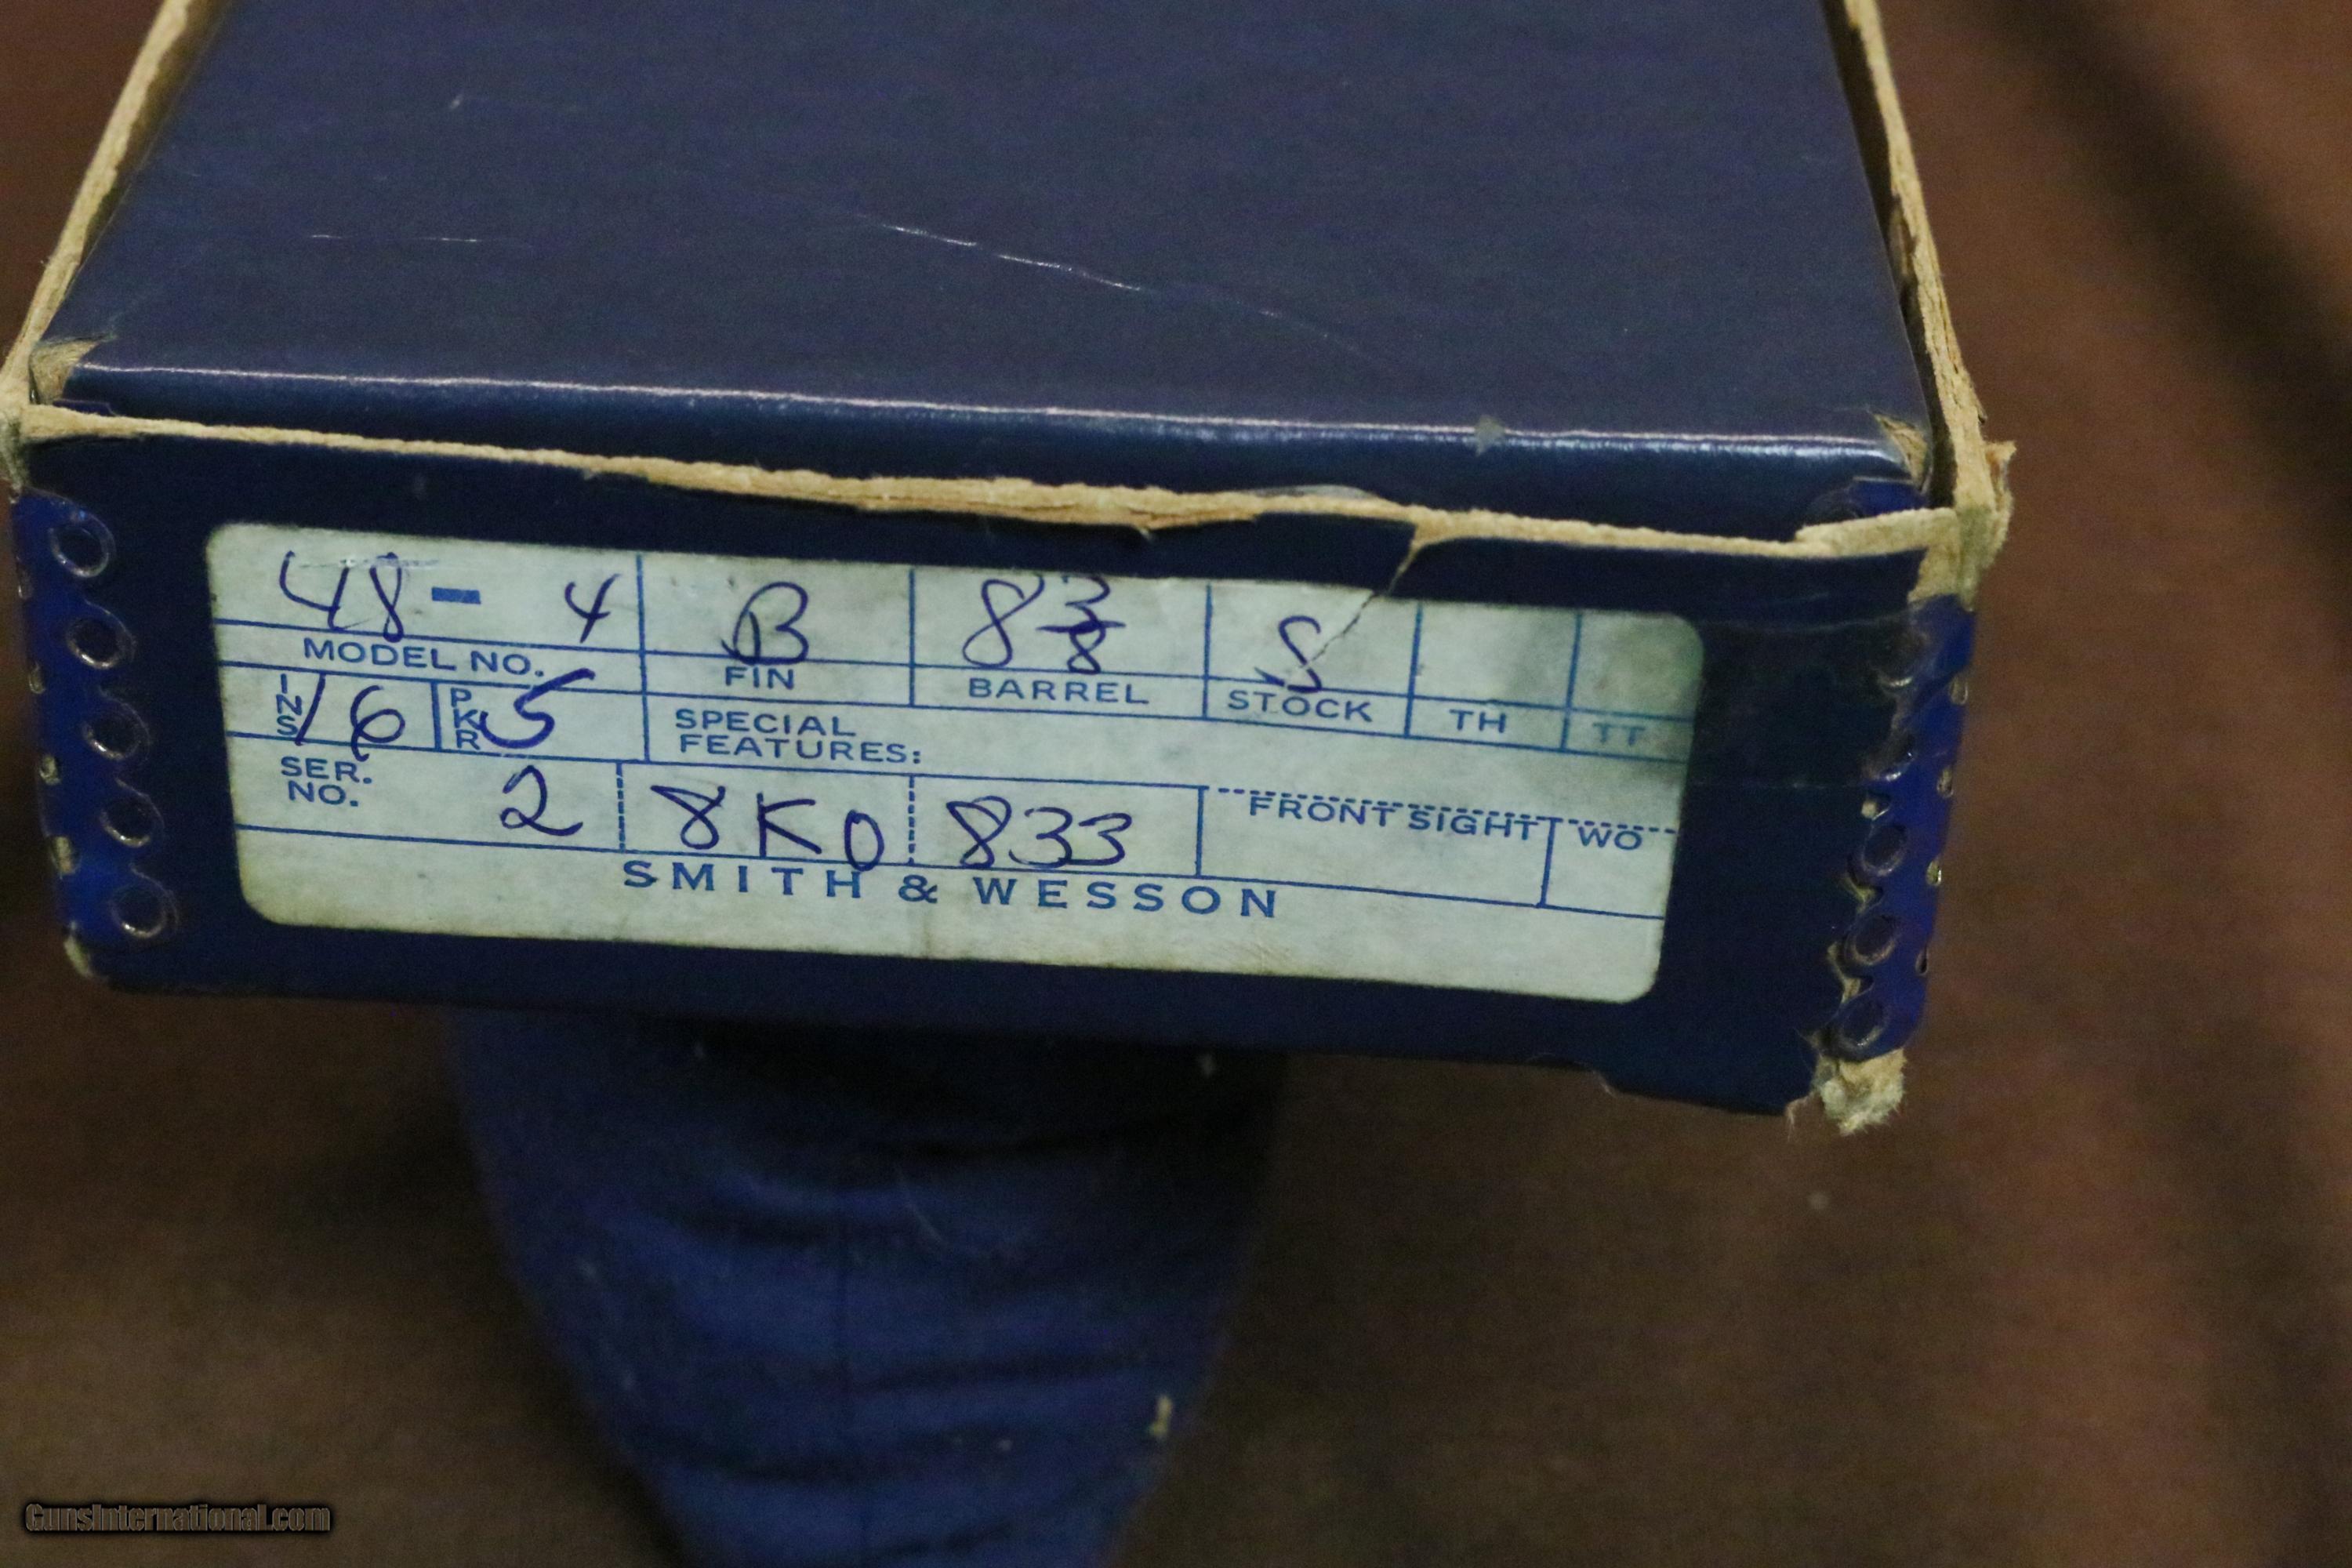 48-4 B 8 3/8 S
MODEL NO. FIN BARREL STOCK TH TT
INS 16 PKR 5 SPECIAL
FEATURES:
SER.
NO. 2 8K0 833 FRONT SIGHT WO
SMITH & WESSON
GunsInternational.com